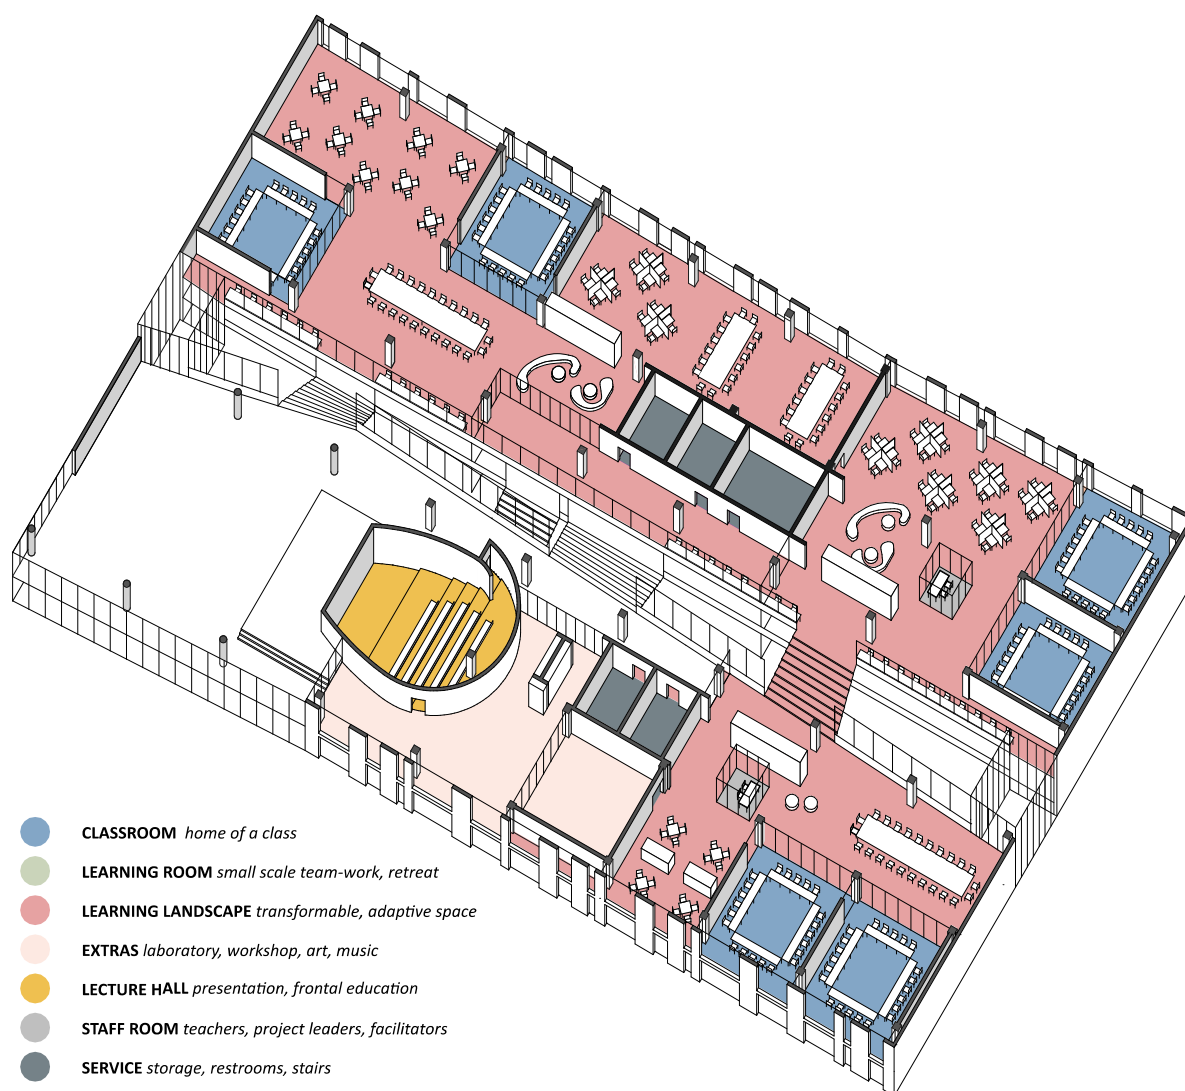 CLASSROOM home of a class
LEARNING ROOM small scale team-work, retreat
LEARNING LANDSCAPE transformable, adaptive space
EXTRAS laboratory, workshop, art, music
LECTURE HALL presentation, frontal education
STAFF ROOM teachers, project leaders, facilitators
SERVICE storage, restrooms, stairs